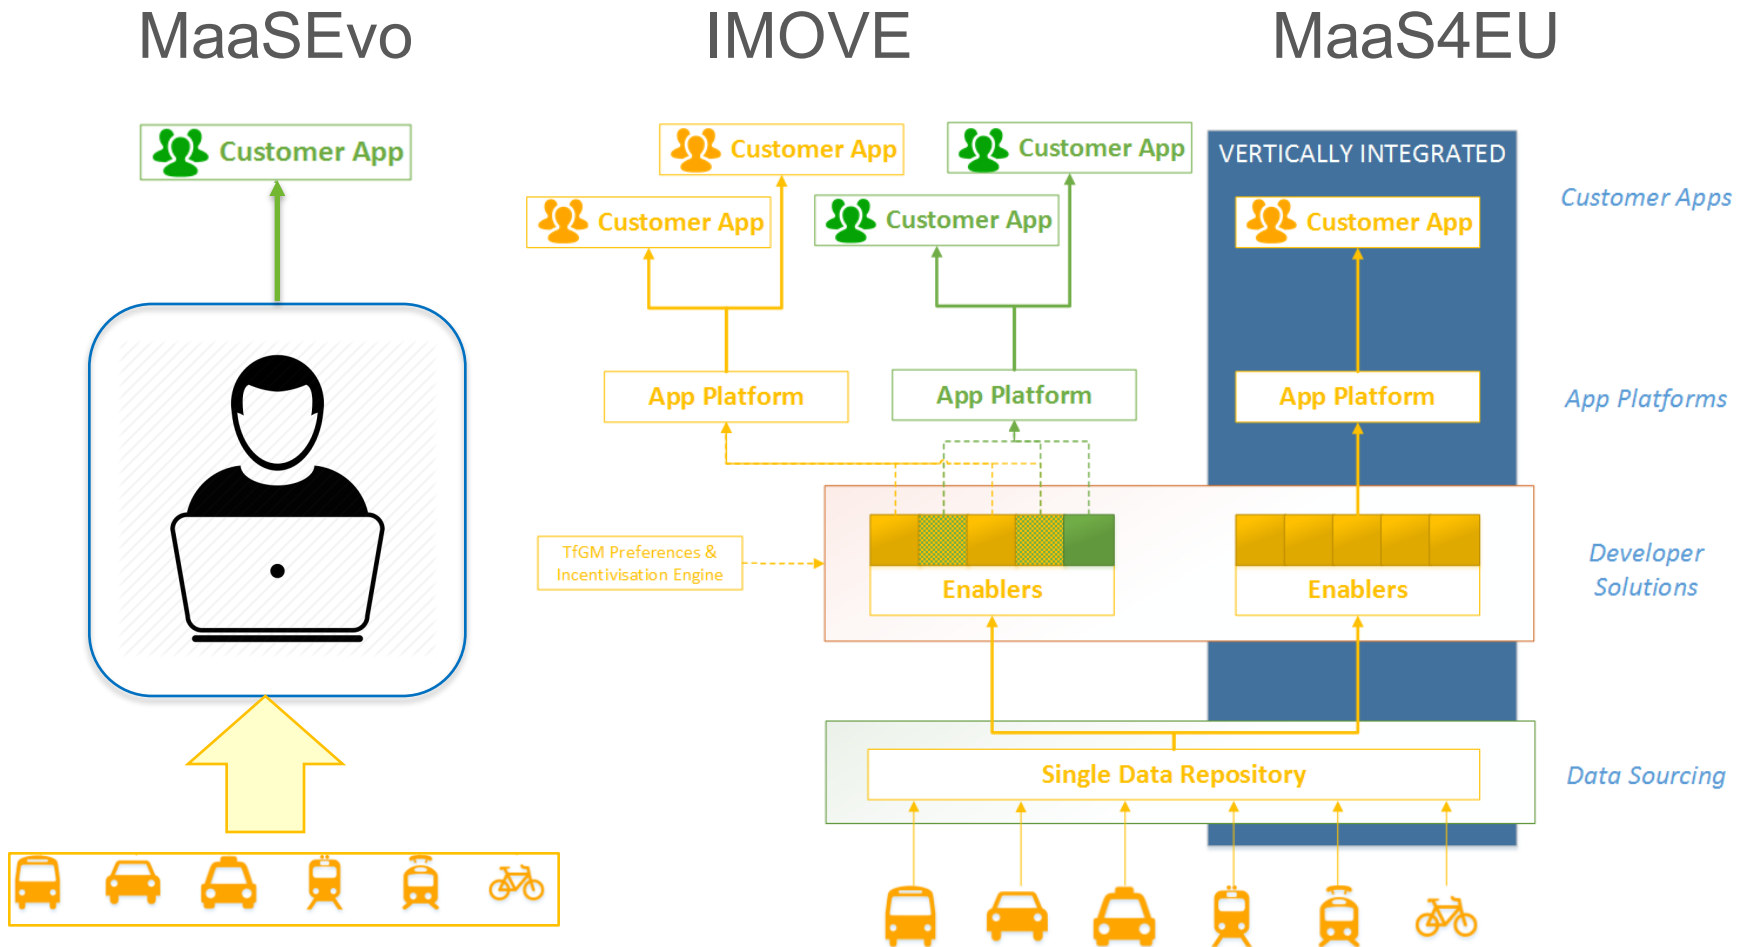 MaaSEvo
IMOVE
MaaS4EU
Customer App
Customer App
Customer App
Customer App
Customer App
VERTICALLY INTEGRATED
Customer App
Customer Apps
App Platform
App Platform
App Platform
App Platforms
TfGM Preferences &
Incentivisation Engine
Enablers
Enablers
Developer
Solutions
Single Data Repository
Data Sourcing